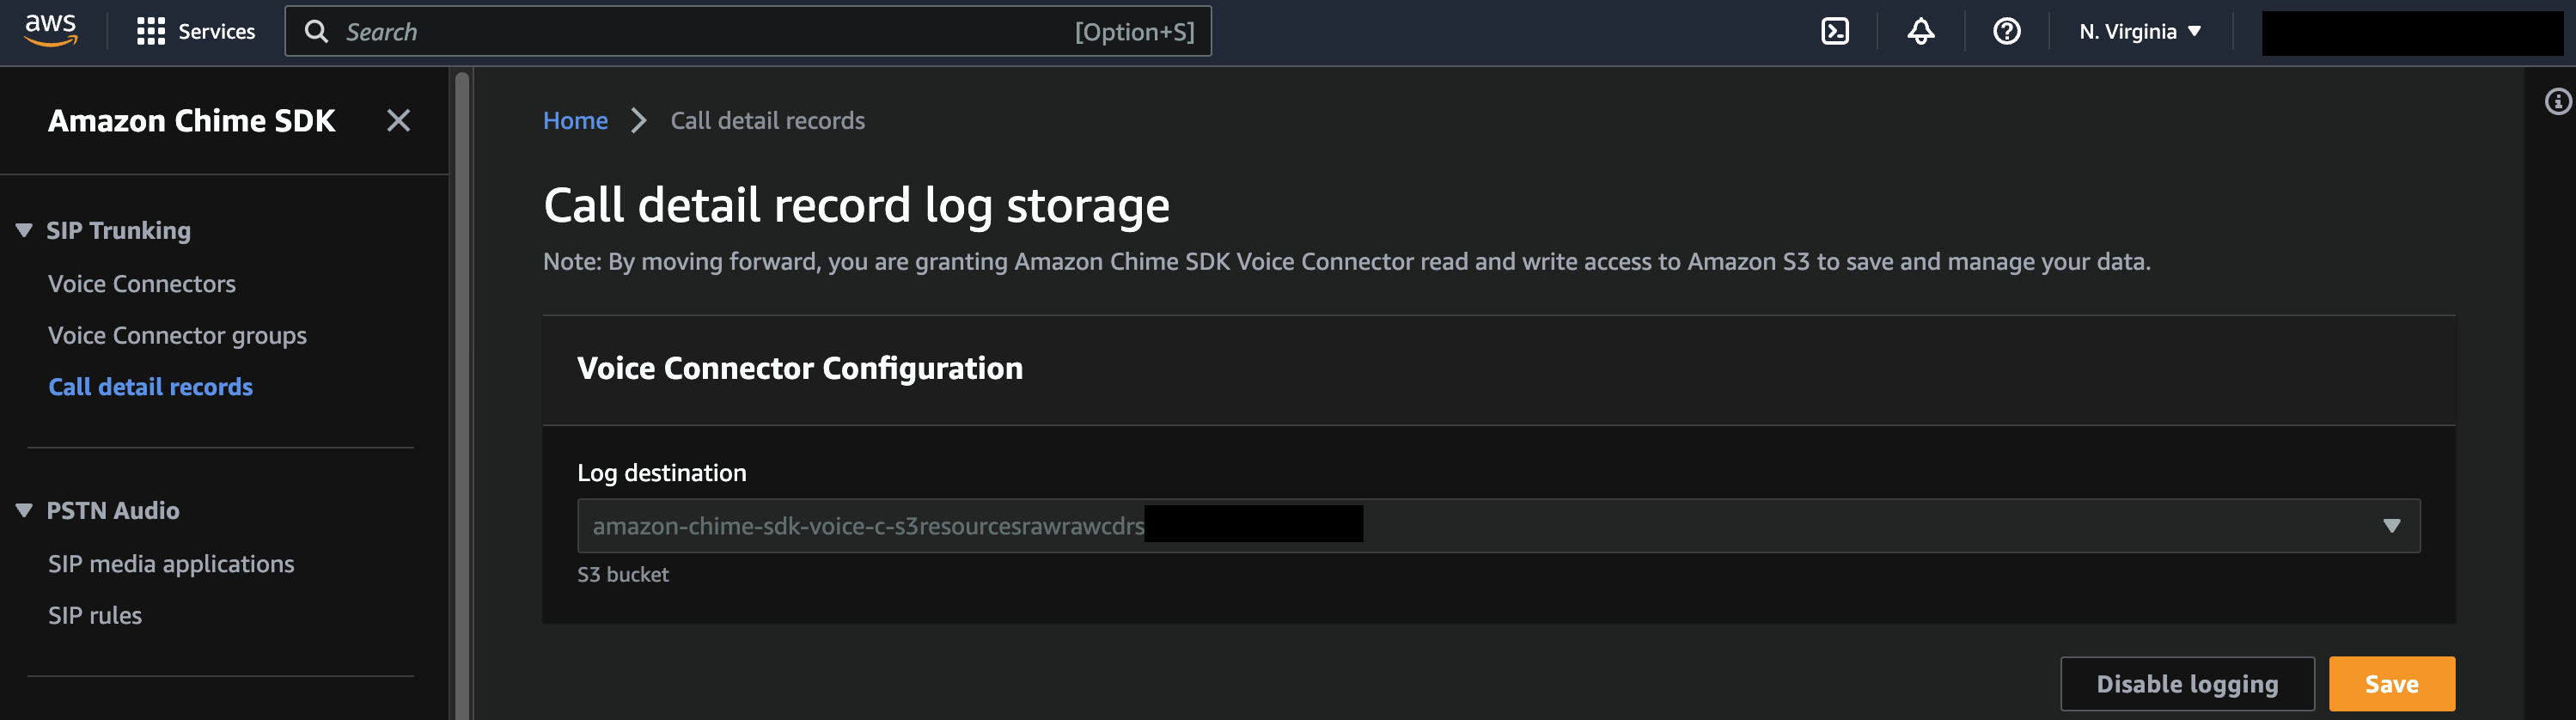 aws
Services
Search
[Option+S]
N. Virginia
Amazon Chime SDK
SIP Trunking
Voice Connectors
Voice Connector groups
Call detail records
PSTN Audio
SIP media applications
SIP rules
Home
Call detail records
Call detail record log storage
Note: By moving forward, you are granting Amazon Chime SDK Voice Connector read and write access to Amazon S3 to save and manage your data.
Voice Connector Configuration
Log destination
amazon-chime-sdk-voice-c-s3resourcesrawrawcdrs
S3 bucket
Disable logging
Save